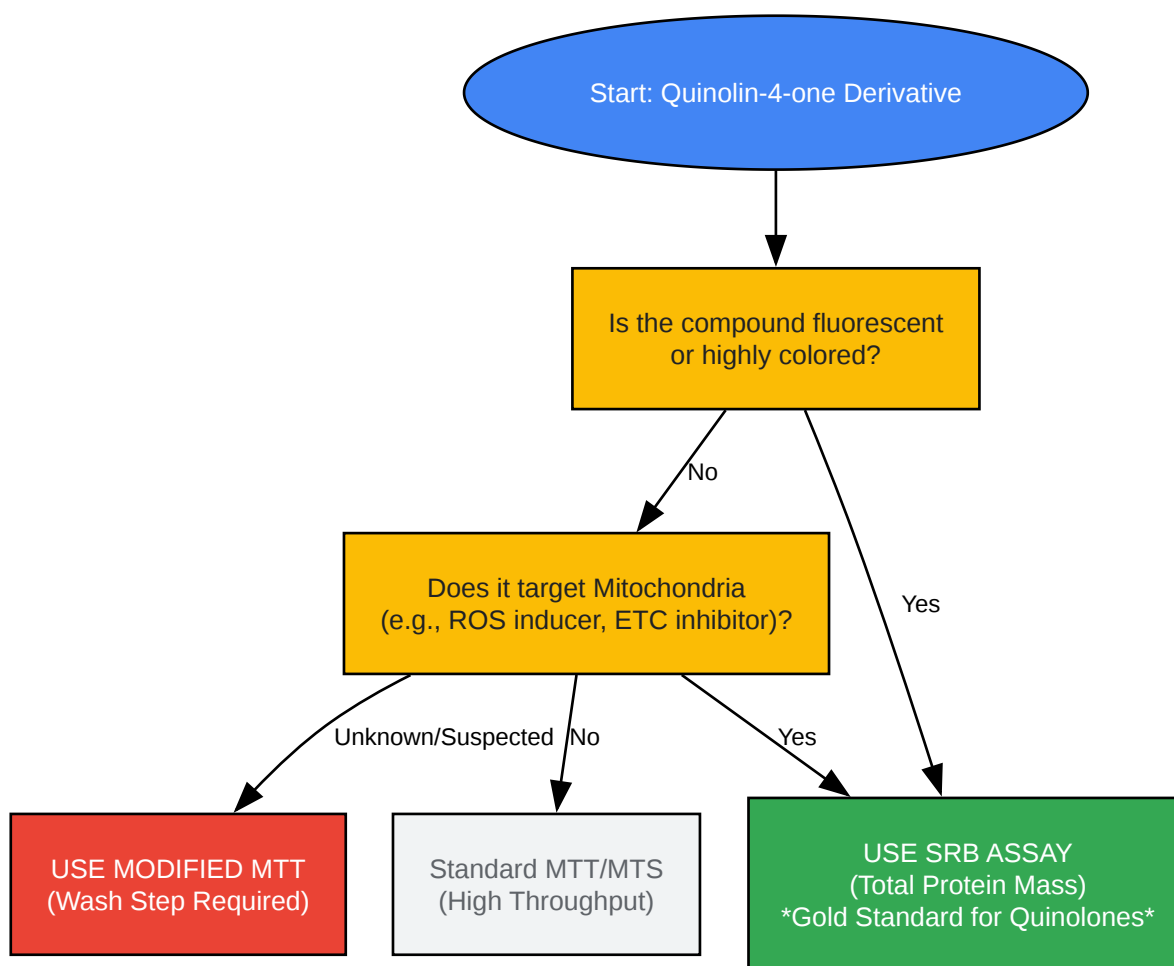 Start: Quinolin-4-one Derivative
Is the compound fluorescent
or highly colored?
No
Yes
Does it target Mitochondria
(e.g., ROS inducer, ETC inhibitor)?
Unknown/Suspected
No
Yes
USE MODIFIED MTT
(Wash Step Required)
Standard MTT/MTS
(High Throughput)
USE SRB ASSAY
(Total Protein Mass)
*Gold Standard for Quinolones*